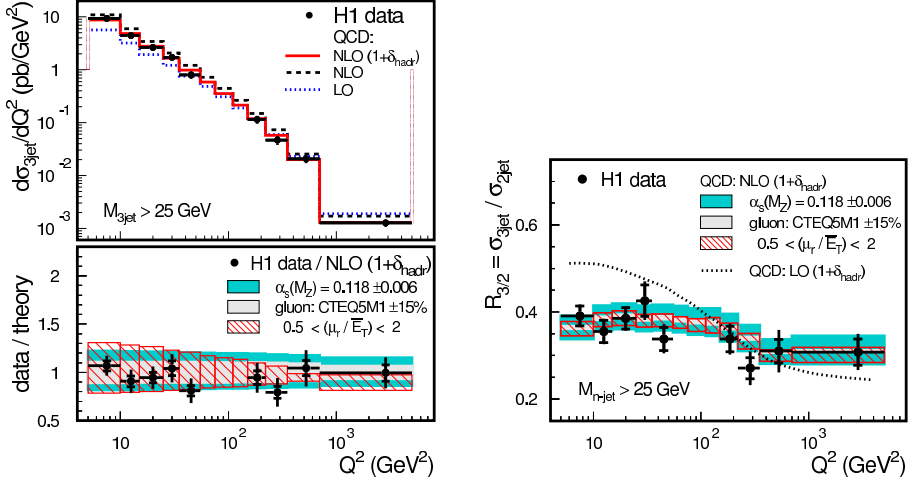 dσ3jet/dQ² (pb/GeV²)
10
1
10⁻¹
10⁻²
10⁻³
H1 data
QCD:
NLO (1+δhadr)
NLO
LO
M3jet > 25 GeV
data / theory
2
1.5
1
0.5
H1 data / NLO (1+δhadr)
αs(MZ) = 0.118 ±0.006
gluon: CTEQ5M1 ±15%
0.5 < (μr / E̅T) < 2
10
10²
10³
Q² (GeV²)
R3/2 = σ3jet / σ2jet
0.6
0.4
0.2
H1 data
QCD: NLO (1+δhadr)
αs(MZ) = 0.118 ±0.006
gluon: CTEQ5M1 ±15%
0.5 < (μr / E̅T) < 2
QCD: LO (1+δhadr)
Mn-jet > 25 GeV
10
10²
10³
Q² (GeV²)